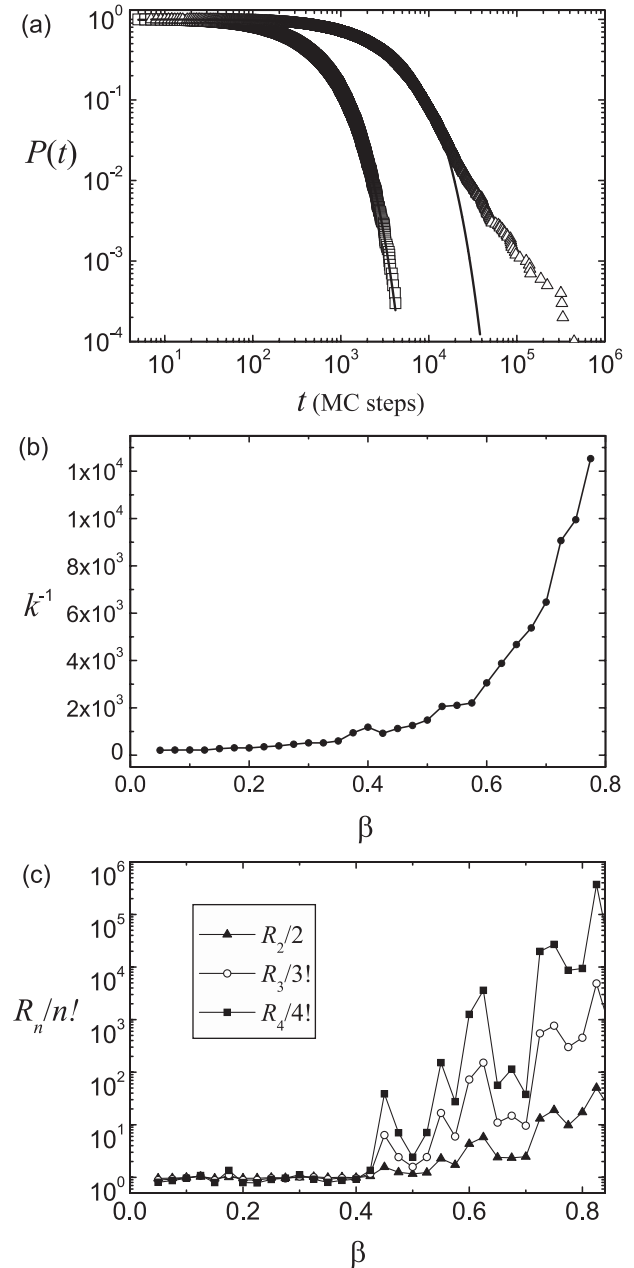 (a)
10^0
10^-1
P(t)
10^-2
10^-3
10^-4
10^1 10^2 10^3 10^4 10^5 10^6
t (MC steps)
(b)
1x10^4
1x10^4
8x10^3
k^-1
6x10^3
4x10^3
2x10^3
0
0.0 0.2 0.4 0.6 0.8
β
(c)
10^6
10^5
10^4
R_n/n!
10^3
10^2
10^1
10^0
R_2/2
R_3/3!
R_4/4!
0.0 0.2 0.4 0.6 0.8
β